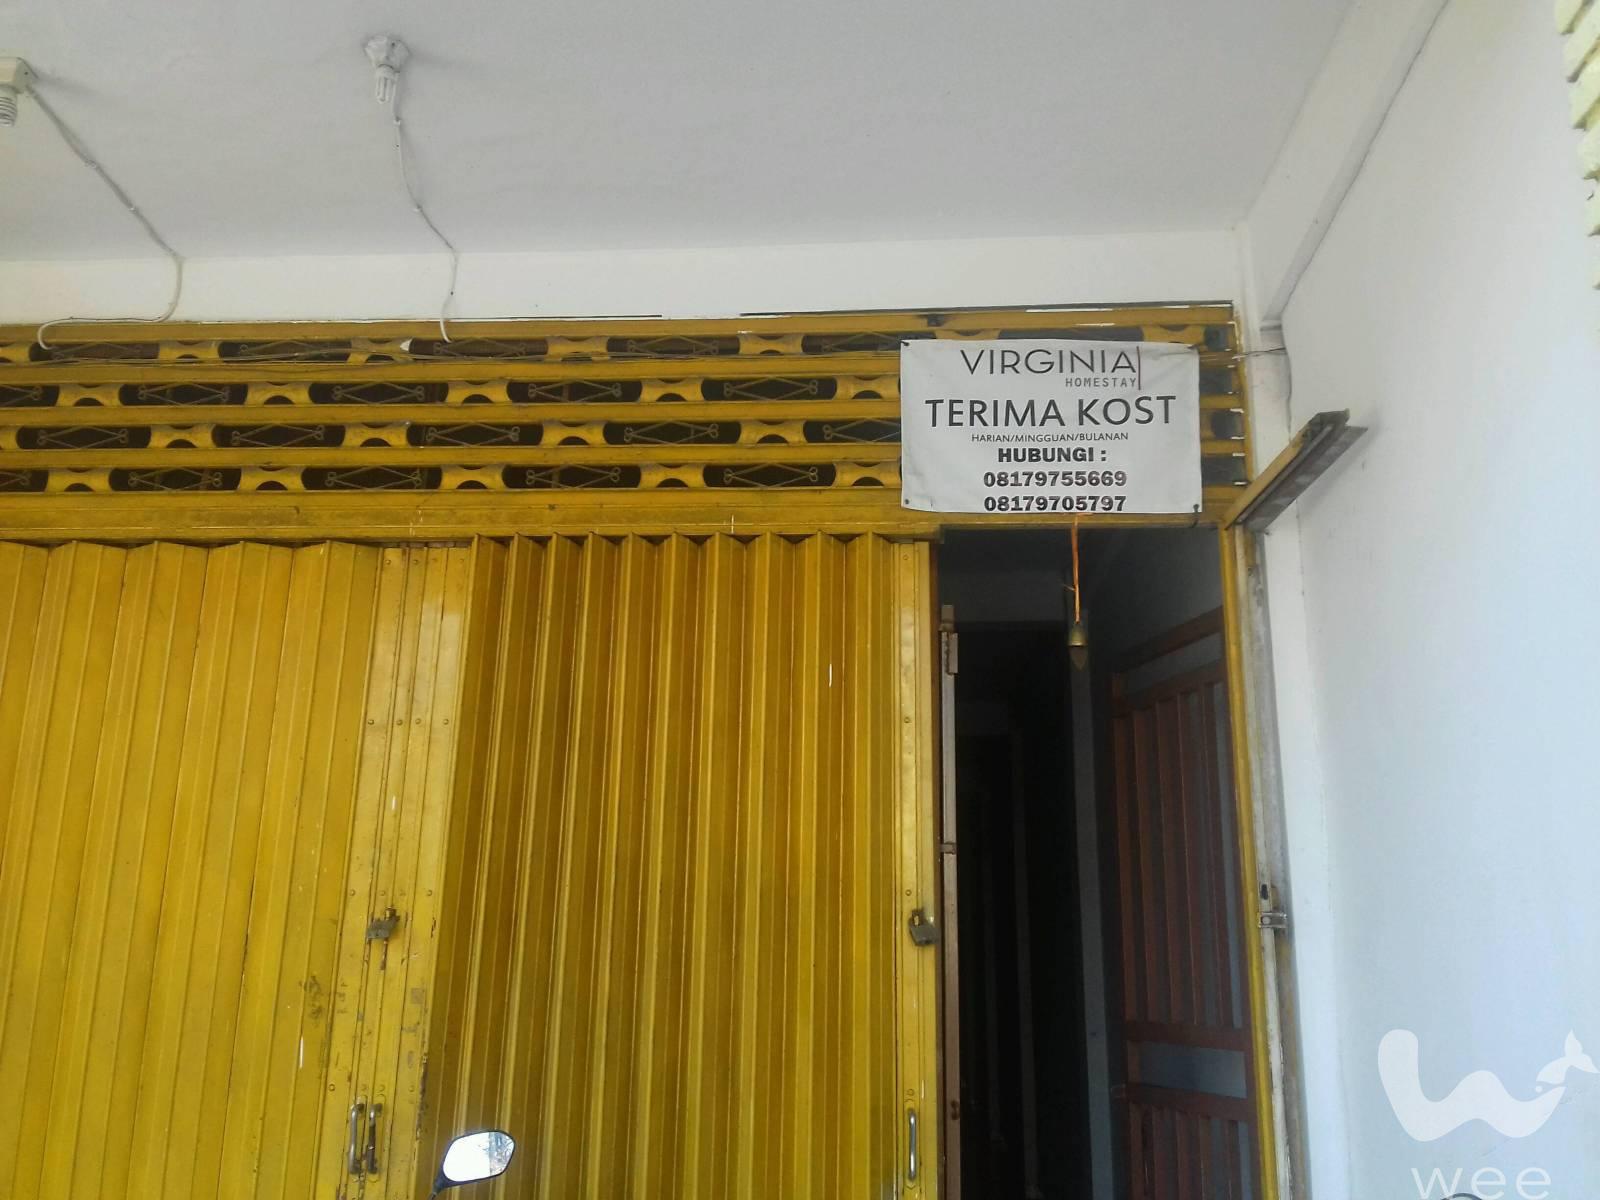 VIRGINIA
HOMESTAY
TERIMA KOST
HARIAN/MINGGUAN/BULANAN
HUBUNGI :
08179755669
08179705797
wee